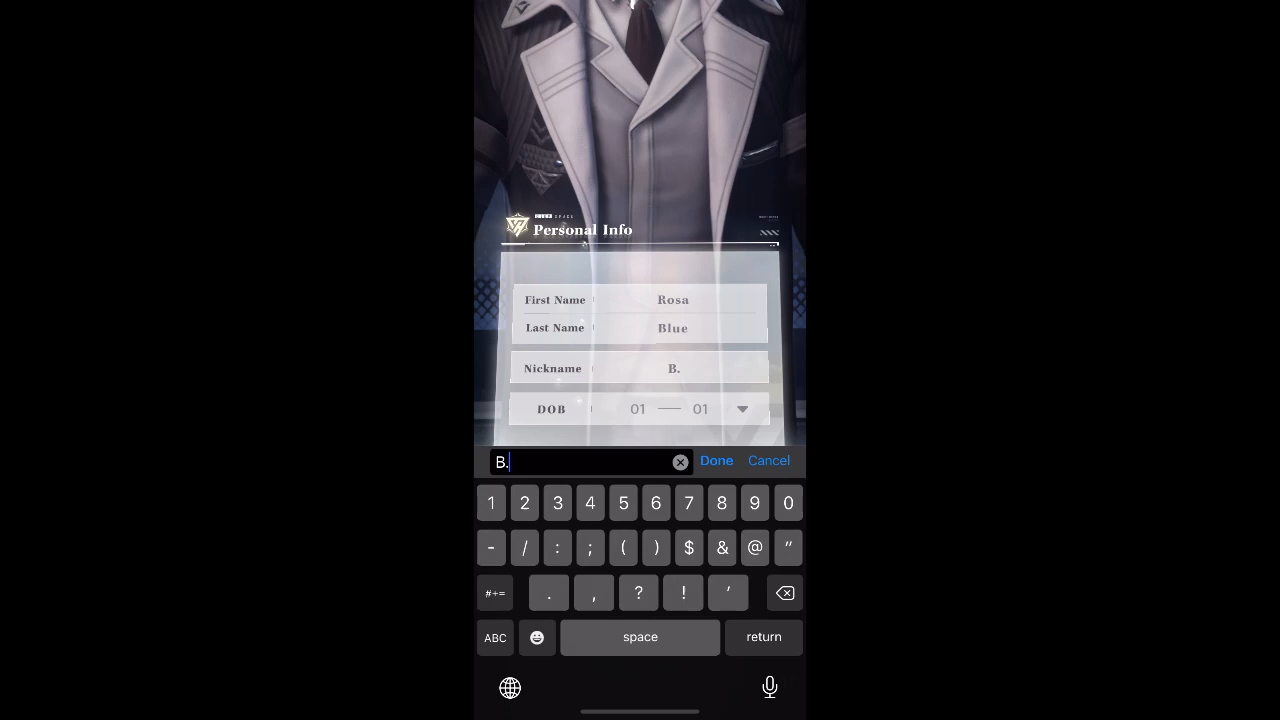 SPACE
Personal Info
First Name Rosa
Last Name Blue
Nickname B.
DOB 01 — 01
B. Done Cancel
1 2 3 4 5 6 7 8 9 0
- / : ; ( ) $ & @ "
#+= . , ? ! '
ABC space return